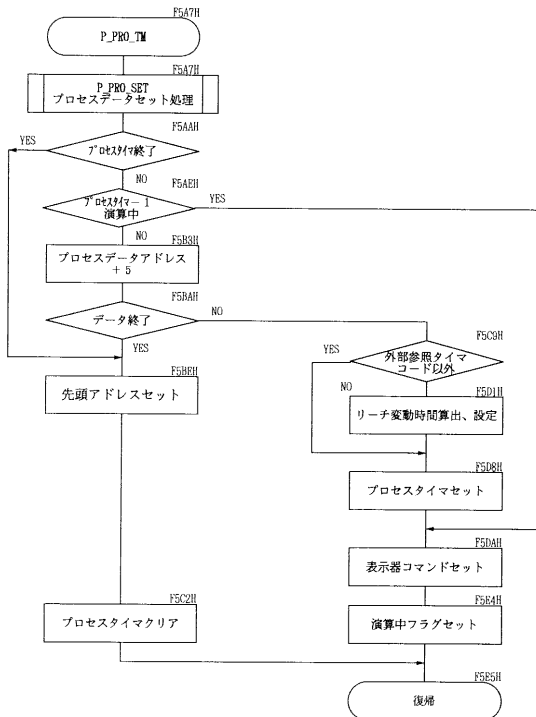 F5A7H
P_PRO_TM
F5A7H
P_PRO_SET
プロセスデータセット処理
F5AAH
YES
プロセスタイマ終了
NO
F5AEH
プロセスタイマー1
演算中
YES
NO
F5B3H
プロセスデータアドレス
+5
F5BAH
データ終了
NO
YES
F5C9H
YES
外部参照タイマ
コード以外
F5BEH
先頭アドレスセット
NO
F5D1H
リーチ変動時間算出、設定
F5D8H
プロセスタイマセット
F5DAH
表示器コマンドセット
F5C2H
プロセスタイマクリア
F5E4H
演算中フラグセット
F5E5H
復帰